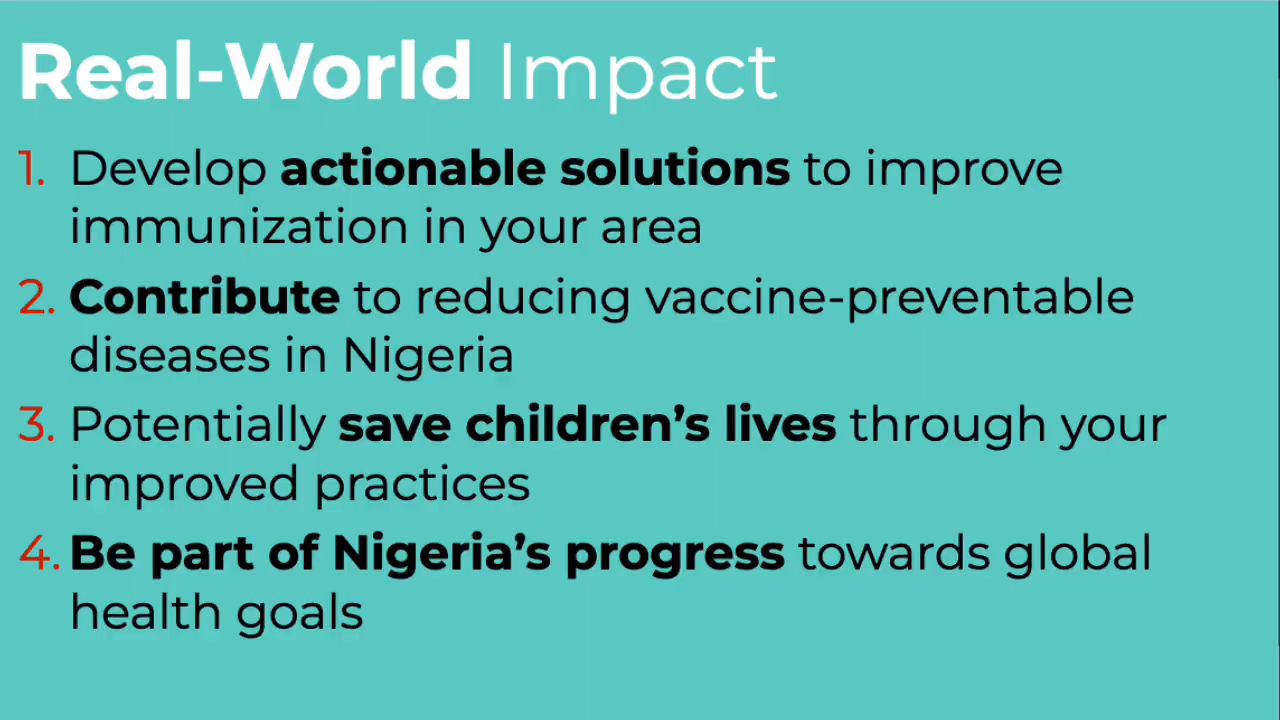 Real-World Impact
1. Develop actionable solutions to improve
immunization in your area
2. Contribute to reducing vaccine-preventable
diseases in Nigeria
3. Potentially save children’s lives through your
improved practices
4. Be part of Nigeria’s progress towards global
health goals